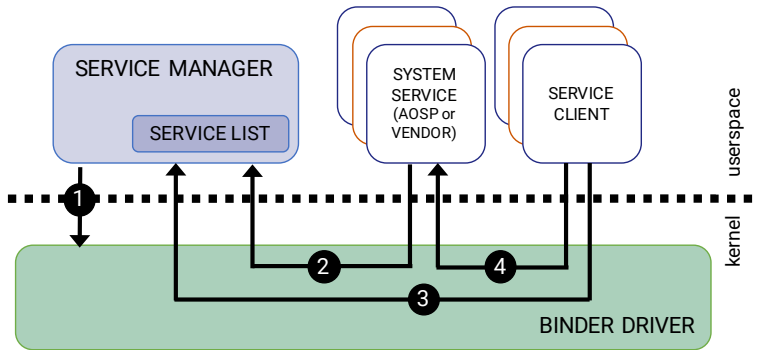 SERVICE MANAGER
SERVICE LIST
SYSTEM
SERVICE
(AOSP or
VENDOR)
SERVICE
CLIENT
userspace
1
kernel
2
4
3
BINDER DRIVER